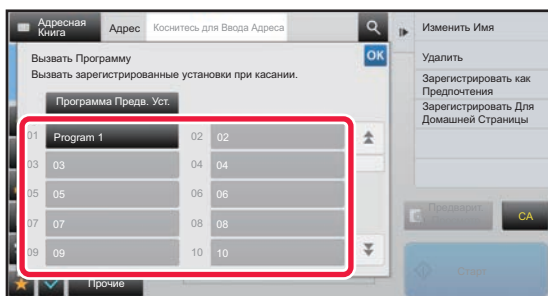 Адресная
Книга
Адрес
Коснитесь для Ввода Адреса
Вызвать Программу
OK
Вызвать зарегистрированные установки при касании.
Программа Предв. Уст.
01 Program 1
02 02
03 03
04 04
05 05
06 06
07 07
08 08
09 09
10 10
Прочие
Изменить Имя
Удалить
Зарегистрировать как
Предпочтения
Зарегистрировать Для
Домашней Страницы
Предварит.
CA
Старт